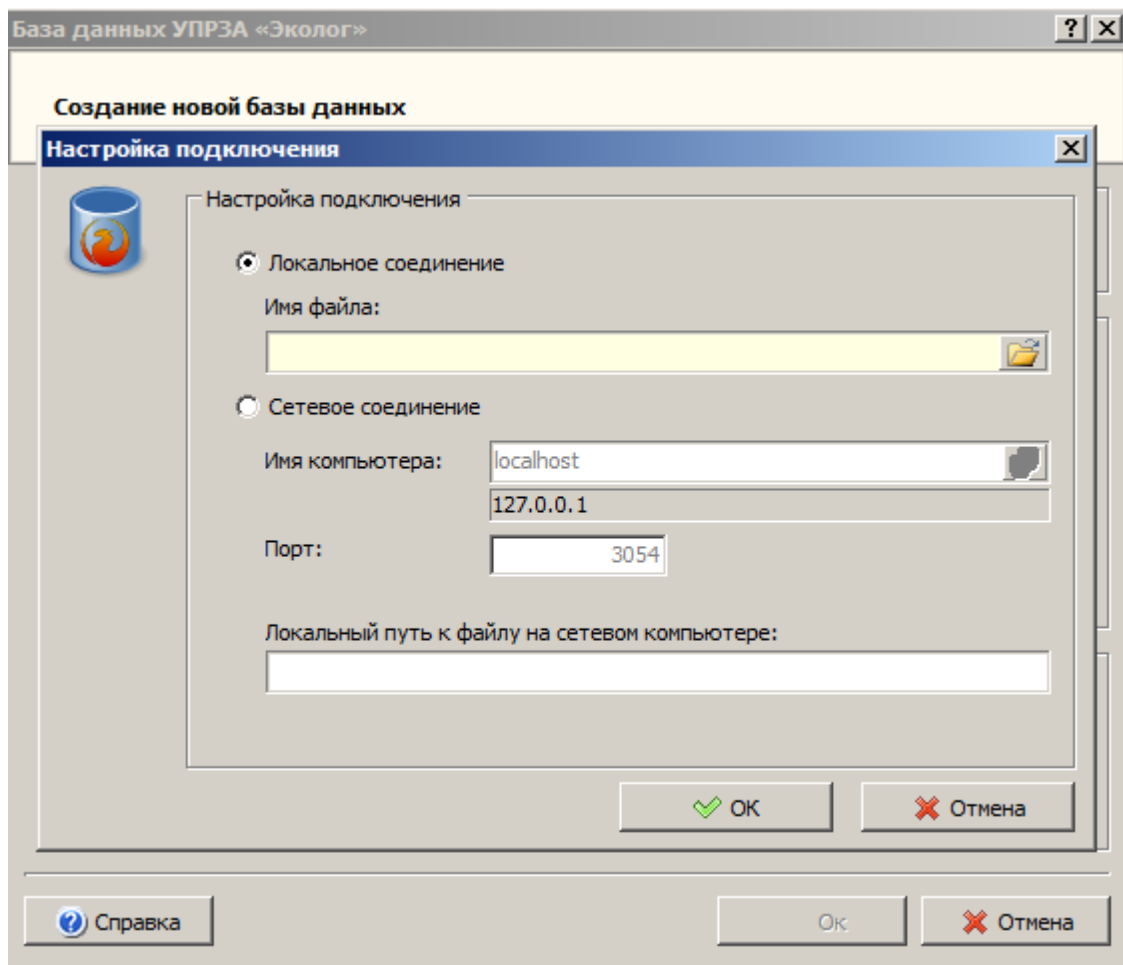 База данных УПРЗА «Эколог»
Создание новой базы данных
Настройка подключения
Настройка подключения
Локальное соединение
Имя файла:
Сетевое соединение
Имя компьютера: localhost
127.0.0.1
Порт: 3054
Локальный путь к файлу на сетевом компьютере:
ОК Отмена
Справка Ок Отмена